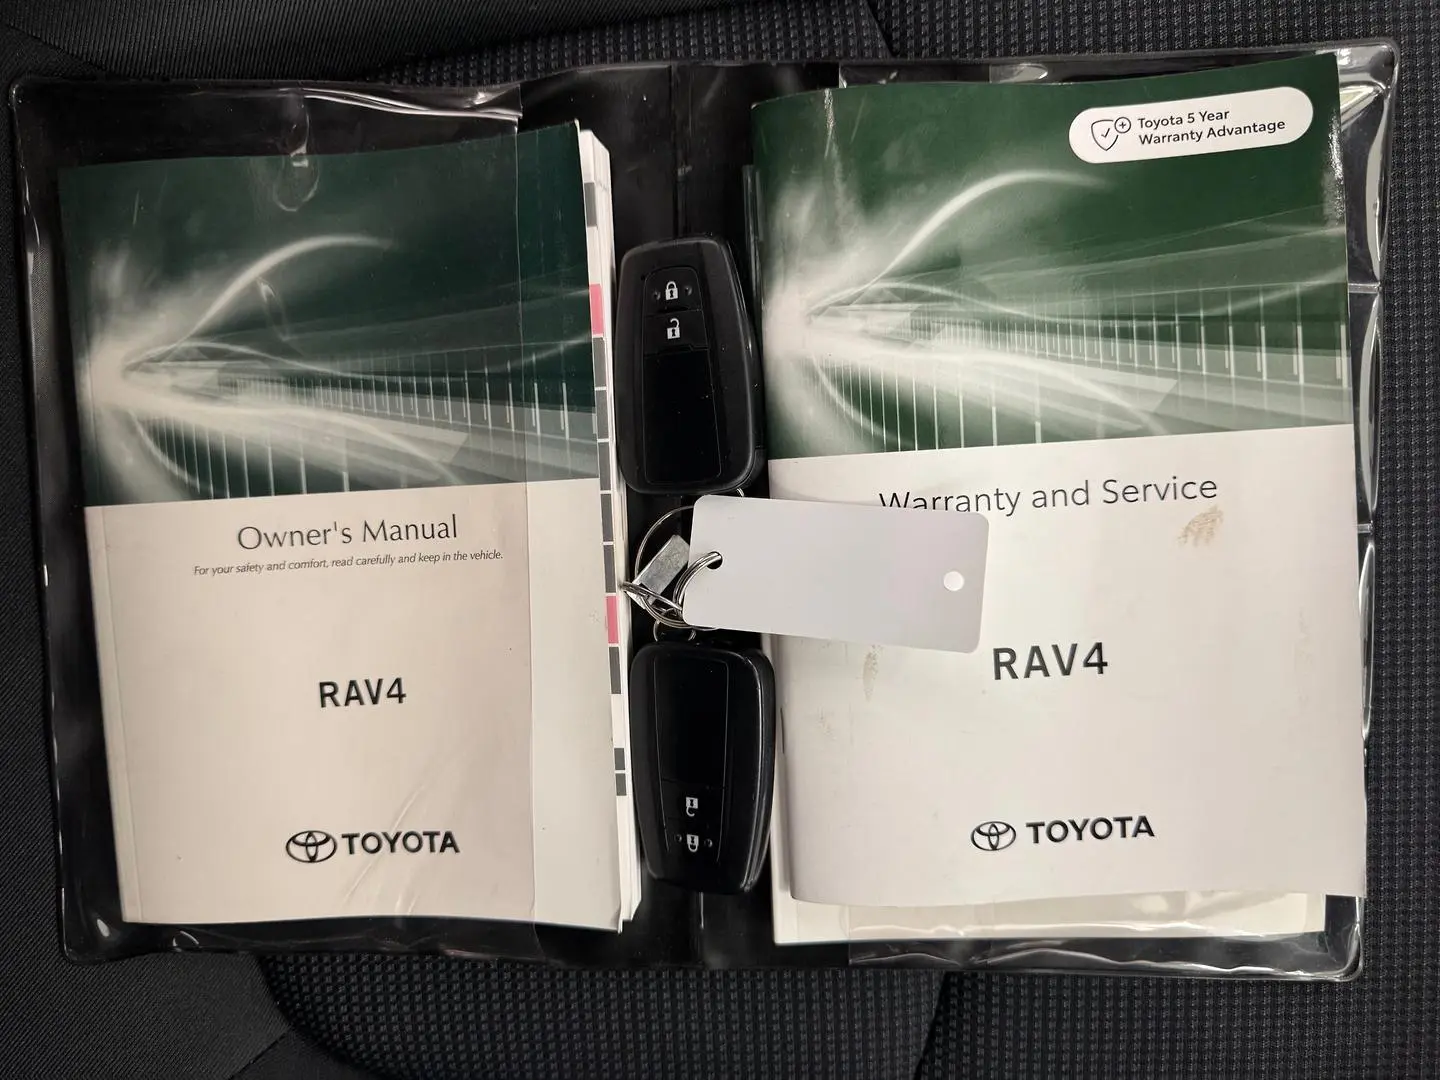 Owner's Manual
For your safety and comfort, read carefully and keep in the vehicle.
RAV4
TOYOTA
Toyota 5 Year
Warranty Advantage
Warranty and Service
RAV4
TOYOTA